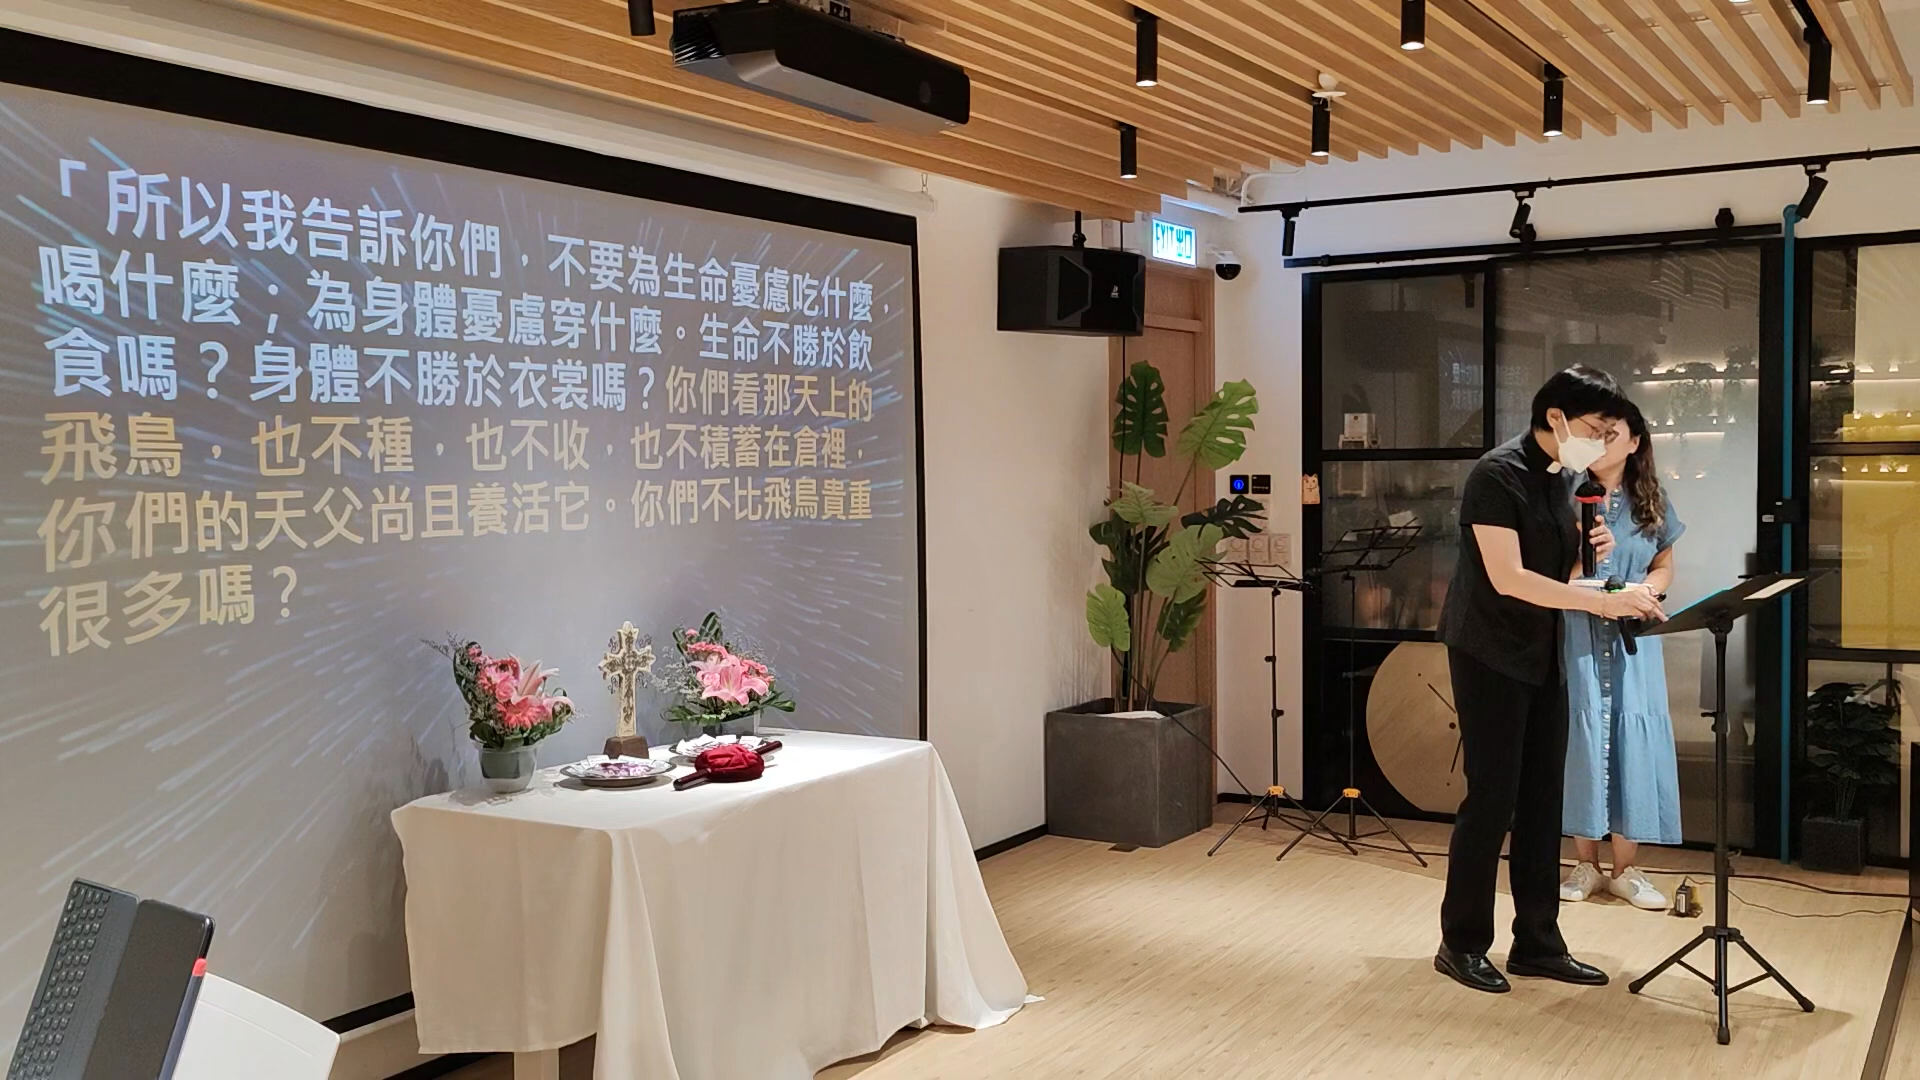 「所以我告訴你們，不要為生命憂慮吃什麼，
喝什麼；為身體憂慮穿什麼。生命不勝於飲
食嗎？身體不勝於衣裳嗎？你們看那天上的
飛鳥，也不種，也不收，也不積蓄在倉裡，
你們的天父尚且養活它。你們不比飛鳥貴重
很多嗎？
EXIT 出口